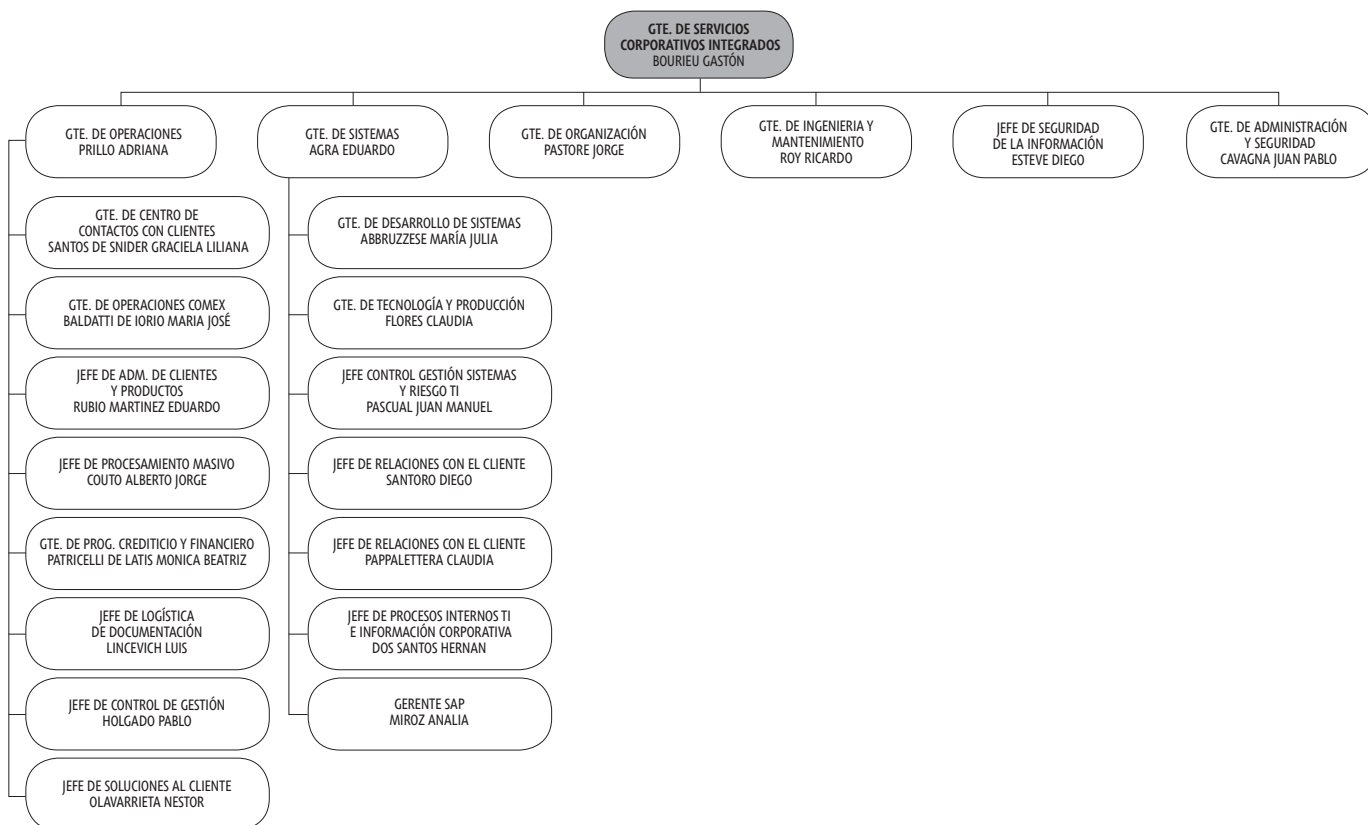 GTE. DE SERVICIOS
CORPORATIVOS INTEGRADOS
BOURIEU GASTÓN
GTE. DE OPERACIONES
PRILLO ADRIANA
GTE. DE SISTEMAS
AGRA EDUARDO
GTE. DE ORGANIZACIÓN
PASTORE JORGE
GTE. DE INGENIERIA Y
MANTENIMIENTO
ROY RICARDO
JEFE DE SEGURIDAD
DE LA INFORMACIÓN
ESTEVE DIEGO
GTE. DE ADMINISTRACIÓN
Y SEGURIDAD
CAVAGNA JUAN PABLO
GTE. DE CENTRO DE
CONTACTOS CON CLIENTES
SANTOS DE SNIDER GRACIELA LILIANA
GTE. DE OPERACIONES COMEX
BALDATTI DE IORIO MARIA JOSÉ
JEFE DE ADM. DE CLIENTES
Y PRODUCTOS
RUBIO MARTINEZ EDUARDO
JEFE DE PROCESAMIENTO MASIVO
COUTO ALBERTO JORGE
GTE. DE PROG. CREDITICIO Y FINANCIERO
PATRICELLI DE LATIS MONICA BEATRIZ
JEFE DE LOGÍSTICA
DE DOCUMENTACIÓN
LINCEVICH LUIS
JEFE DE CONTROL DE GESTIÓN
HOLGADO PABLO
JEFE DE SOLUCIONES AL CLIENTE
OLAVARRIETA NESTOR
GTE. DE DESARROLLO DE SISTEMAS
ABBRUZZESE MARÍA JULIA
GTE. DE TECNOLOGÍA Y PRODUCCIÓN
FLORES CLAUDIA
JEFE CONTROL GESTIÓN SISTEMAS
Y RIESGO TI
PASCUAL JUAN MANUEL
JEFE DE RELACIONES CON EL CLIENTE
SANTORO DIEGO
JEFE DE RELACIONES CON EL CLIENTE
PAPPALETTERA CLAUDIA
JEFE DE PROCESOS INTERNOS TI
E INFORMACIÓN CORPORATIVA
DOS SANTOS HERNAN
GERENTE SAP
MIROZ ANALIA